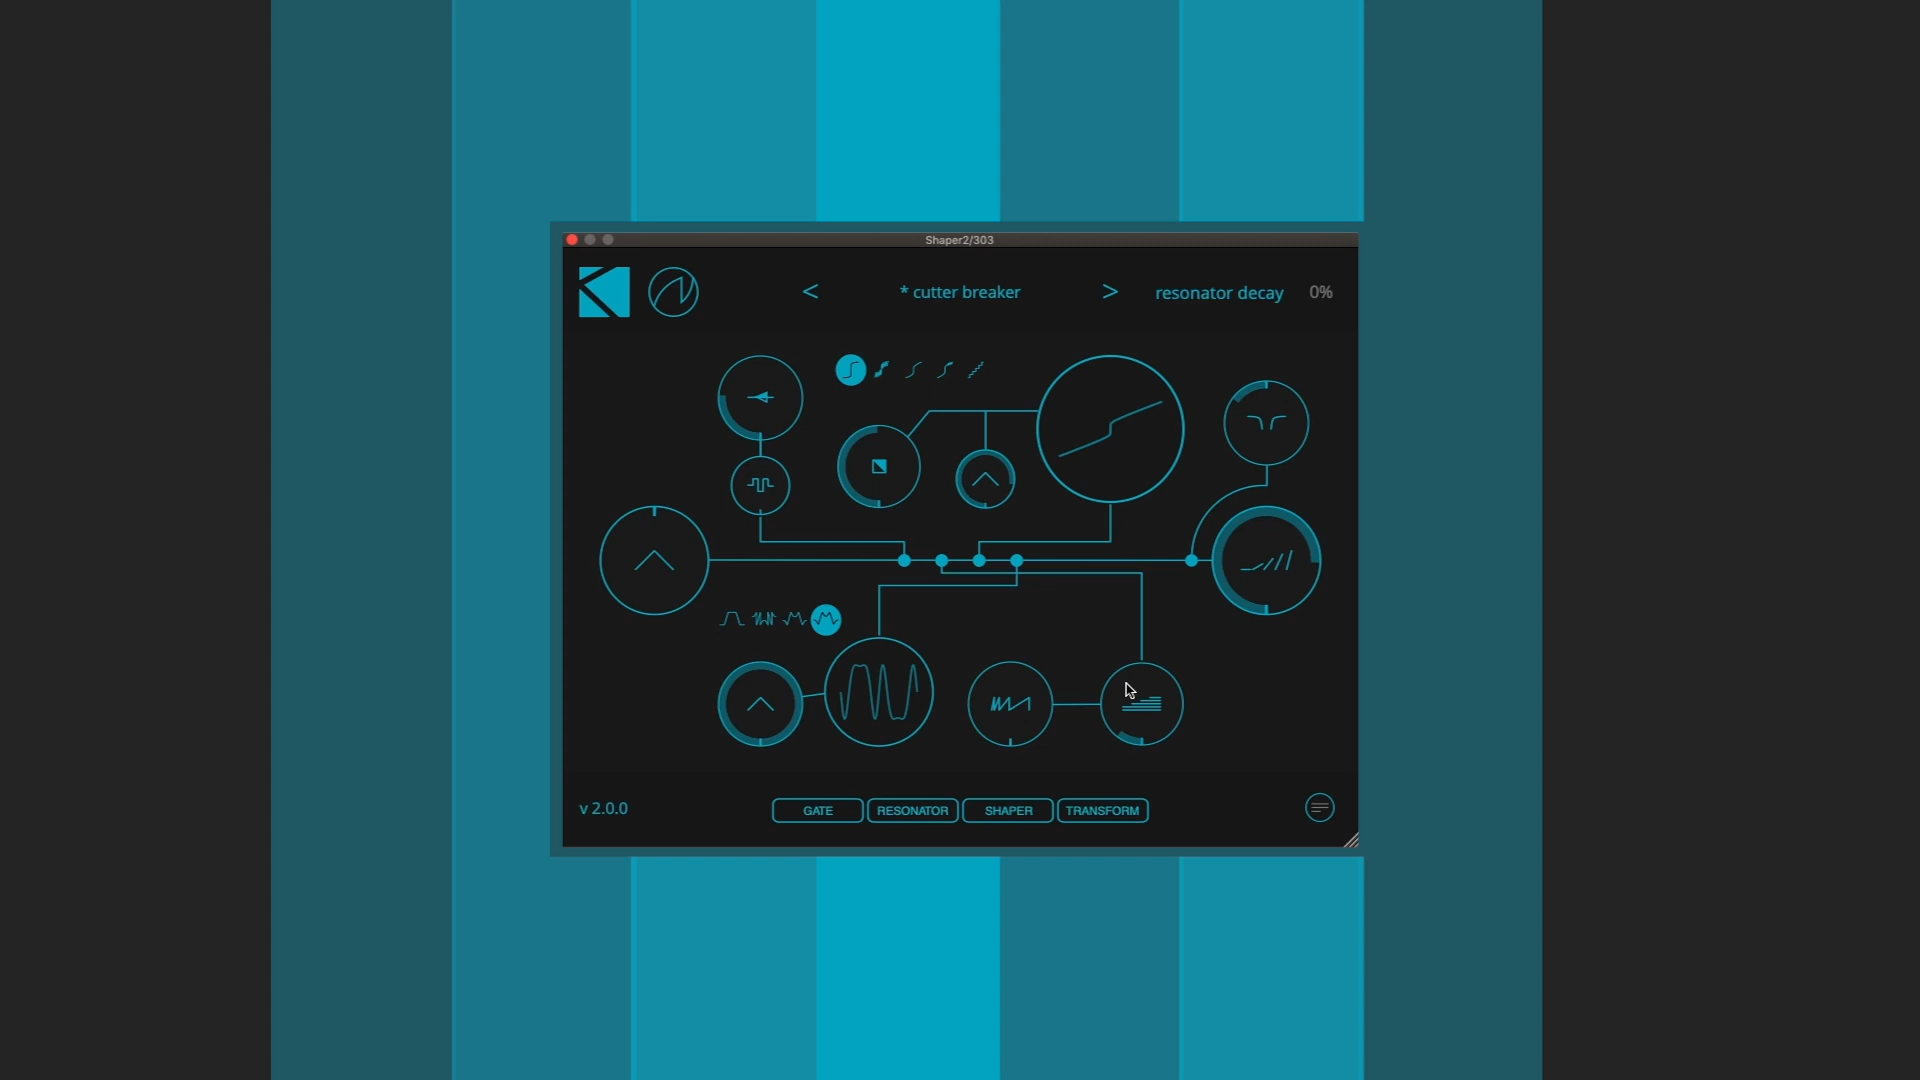 Shaper2/303
< * cutter breaker > resonator decay 0%
v 2.0.0
GATE RESONATOR SHAPER TRANSFORM